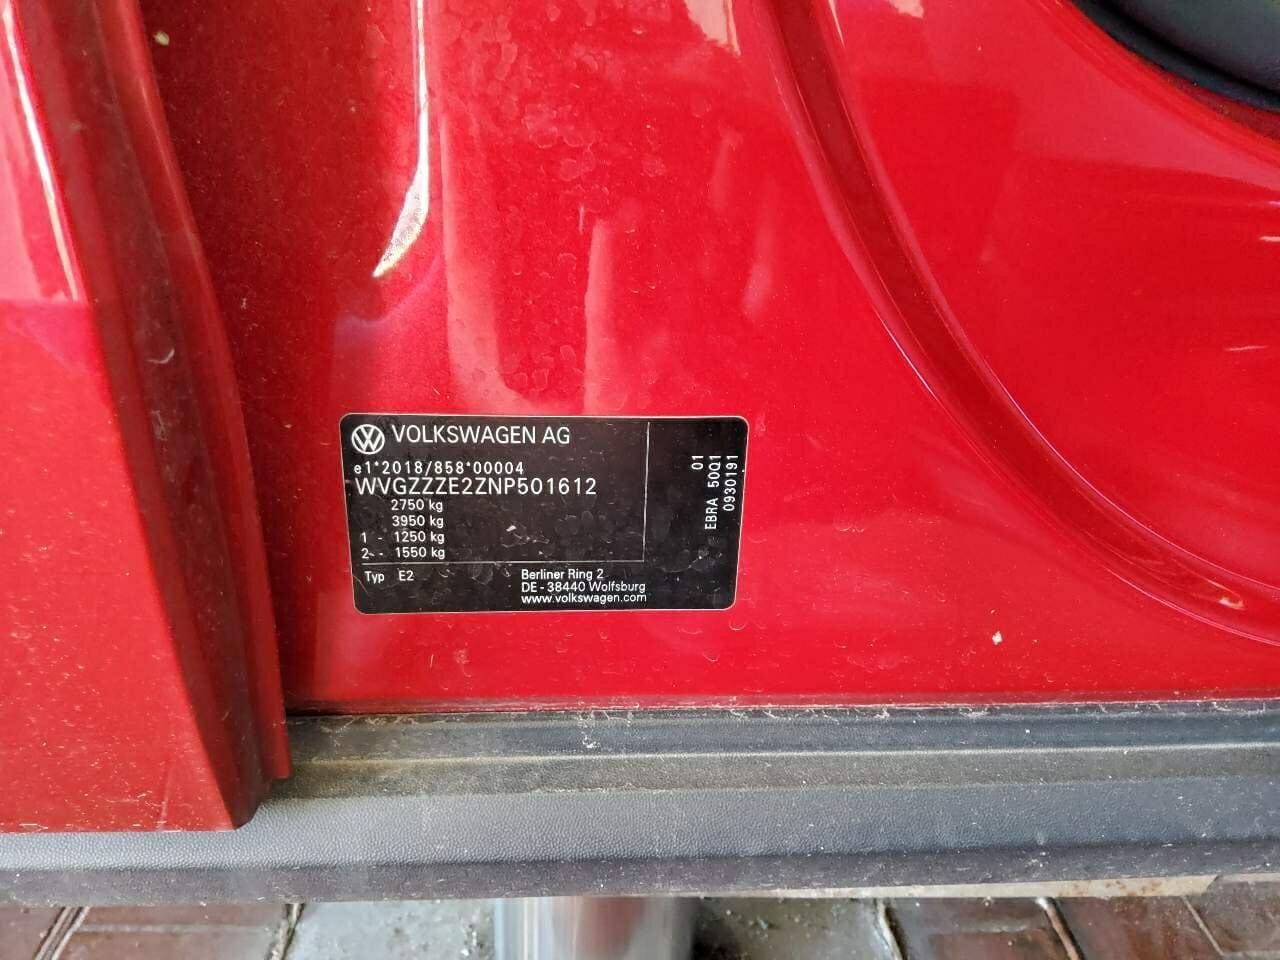 VOLKSWAGEN AG
e1*2018/858*00004
WVGZZZE2ZNP501612
2750 kg
3950 kg
1 - 1250 kg
2 - 1550 kg
Typ E2
Berliner Ring 2
DE - 38440 Wolfsburg
www.volkswagen.com
01
EBRA 50Q1
0930191